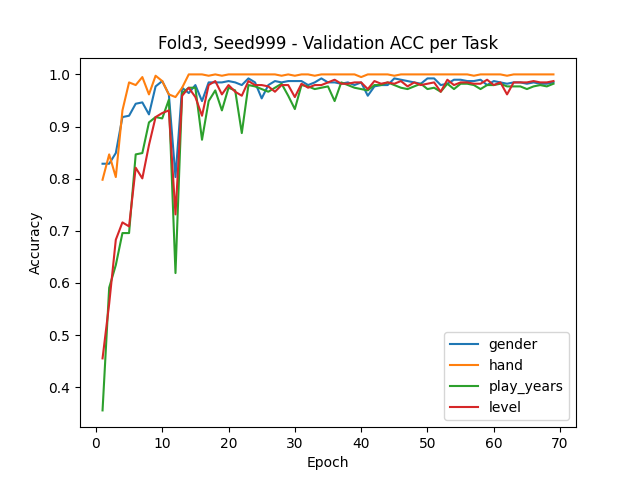 Fold3, Seed999 - Validation ACC per Task
1.0
0.9
0.8
0.7
0.6
0.5
0.4
Accuracy
gender
hand
play_years
level
0 10 20 30 40 50 60 70
Epoch